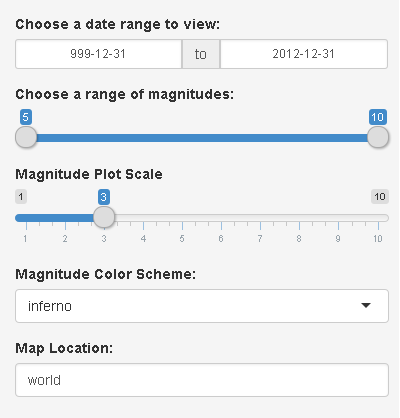 Choose a date range to view:
999-12-31 to 2012-12-31
Choose a range of magnitudes:
5 10
Magnitude Plot Scale
1 3 10
1 2 3 4 5 6 7 8 9 10
Magnitude Color Scheme:
inferno
Map Location:
world